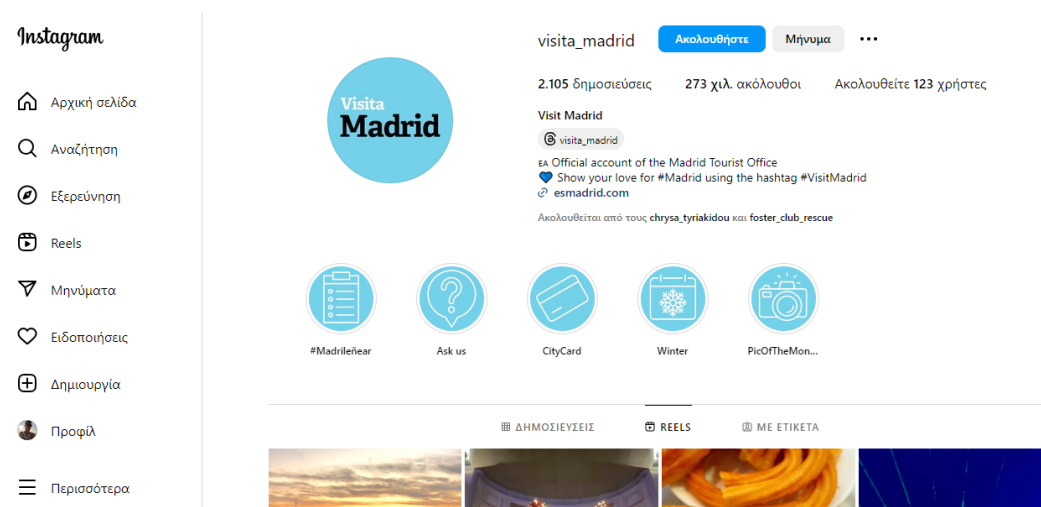 Instagram
Αρχική σελίδα
Αναζήτηση
Εξερεύνηση
Reels
Μηνύματα
Ειδοποιήσεις
Δημιουργία
Προφίλ
Περισσότερα
Visita
Madrid
visita_madrid Ακολουθήστε Μήνυμα
2.105 δημοσιεύσεις 273 χιλ. ακόλουθοι Ακολουθείτε 123 χρήστες
Visit Madrid
visita_madrid
EA Official account of the Madrid Tourist Office
💙 Show your love for #Madrid using the hashtag #VisitMadrid
esmadrid.com
Ακολουθείται από τους chrysa_tyriakidou και foster_club_rescue
#Madrileñear Ask us CityCard Winter PicOfTheMon...
ΔΗΜΟΣΙΕΥΣΕΙΣ REELS ΜΕ ΕΤΙΚΕΤΑ